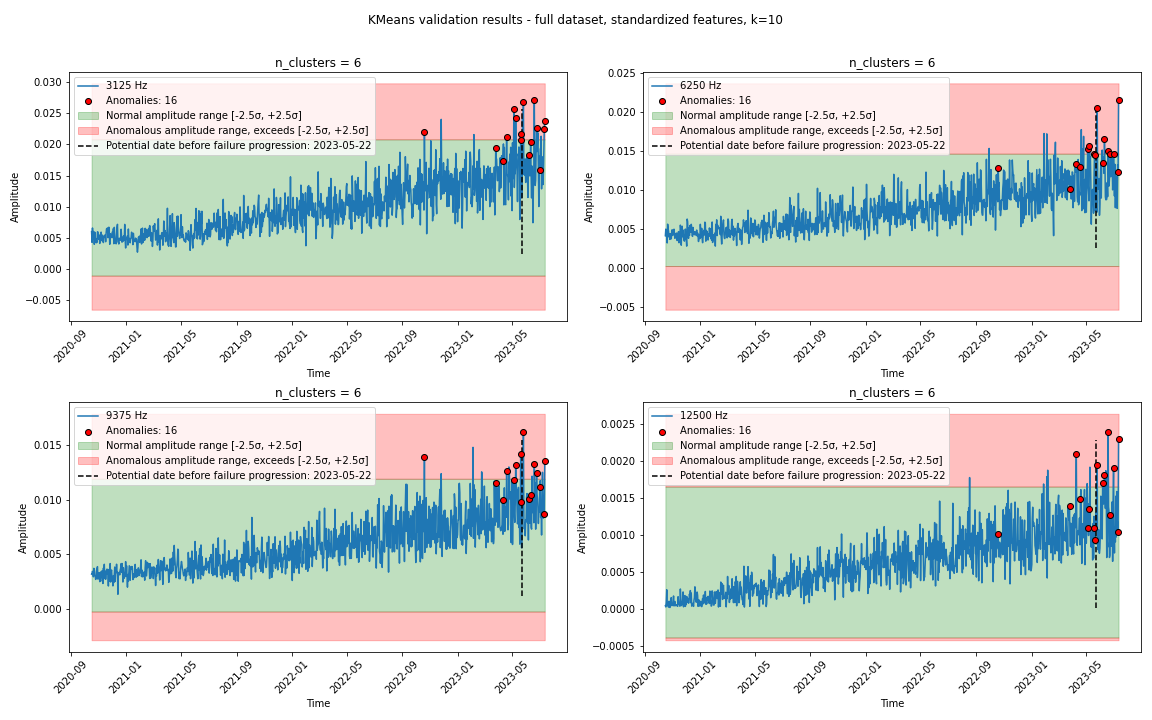 KMeans validation results - full dataset, standardized features, k=10
n_clusters = 6
3125 Hz
Anomalies: 16
Normal amplitude range [-2.5σ, +2.5σ]
Anomalous amplitude range, exceeds [-2.5σ, +2.5σ]
Potential date before failure progression: 2023-05-22
0.030
0.025
0.020
0.015
0.010
0.005
0.000
−0.005
Amplitude
2020-09
2021-01
2021-05
2021-09
2022-01
2022-05
2022-09
2023-01
2023-05
Time
n_clusters = 6
6250 Hz
Anomalies: 16
Normal amplitude range [-2.5σ, +2.5σ]
Anomalous amplitude range, exceeds [-2.5σ, +2.5σ]
Potential date before failure progression: 2023-05-22
0.025
0.020
0.015
0.010
0.005
0.000
−0.005
Amplitude
2020-09
2021-01
2021-05
2021-09
2022-01
2022-05
2022-09
2023-01
2023-05
Time
n_clusters = 6
9375 Hz
Anomalies: 16
Normal amplitude range [-2.5σ, +2.5σ]
Anomalous amplitude range, exceeds [-2.5σ, +2.5σ]
Potential date before failure progression: 2023-05-22
0.015
0.010
0.005
0.000
Amplitude
2020-09
2021-01
2021-05
2021-09
2022-01
2022-05
2022-09
2023-01
2023-05
Time
n_clusters = 6
12500 Hz
Anomalies: 16
Normal amplitude range [-2.5σ, +2.5σ]
Anomalous amplitude range, exceeds [-2.5σ, +2.5σ]
Potential date before failure progression: 2023-05-22
0.0025
0.0020
0.0015
0.0010
0.0005
0.0000
−0.0005
Amplitude
2020-09
2021-01
2021-05
2021-09
2022-01
2022-05
2022-09
2023-01
2023-05
Time